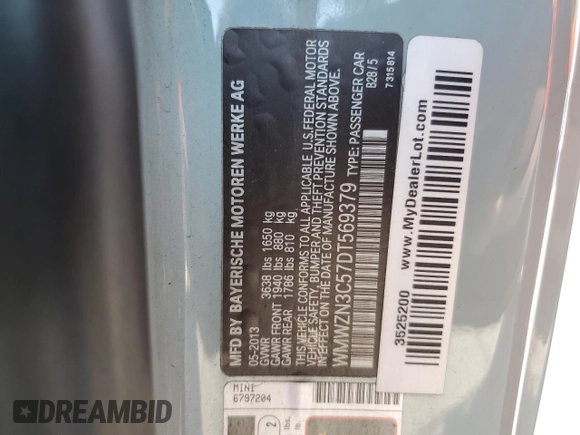 MFD BY BAYERISCHE MOTOREN WERKE AG
05-2013
GVWR 3638 lbs 1650 kg
GAWR FRONT 1940 lbs 880 kg
GAWR REAR 1786 lbs 810 kg
THIS VEHICLE CONFORMS TO ALL APPLICABLE U.S. FEDERAL MOTOR
VEHICLE SAFETY, BUMPER AND THEFT PREVENTION STANDARDS
IN EFFECT ON THE DATE OF MANUFACTURE SHOWN ABOVE.
WMWZN3C57DT569379 TYPE: PASSENGER CAR
B28/5
7315814
3525200 www.MyDealerLot.com
MINI
6797204
2
lbs.
DREAMBID